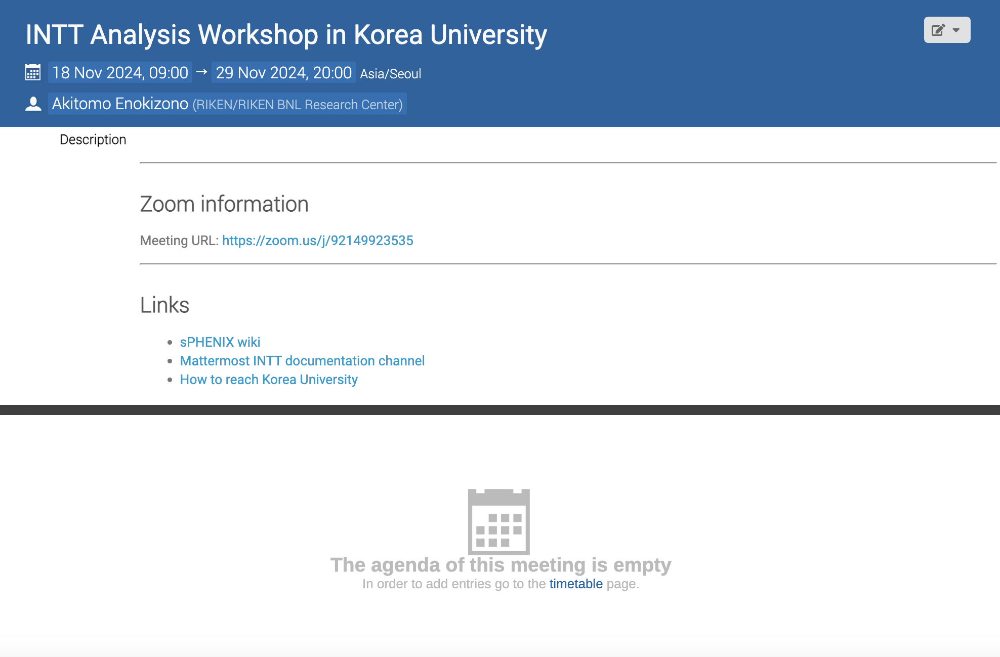 INTT Analysis Workshop in Korea University
18 Nov 2024, 09:00 → 29 Nov 2024, 20:00 Asia/Seoul
Akitomo Enokizono (RIKEN/RIKEN BNL Research Center)
Description
Zoom information
Meeting URL: https://zoom.us/j/92149923535
Links
• sPHENIX wiki
• Mattermost INTT documentation channel
• How to reach Korea University
The agenda of this meeting is empty
In order to add entries go to the timetable page.